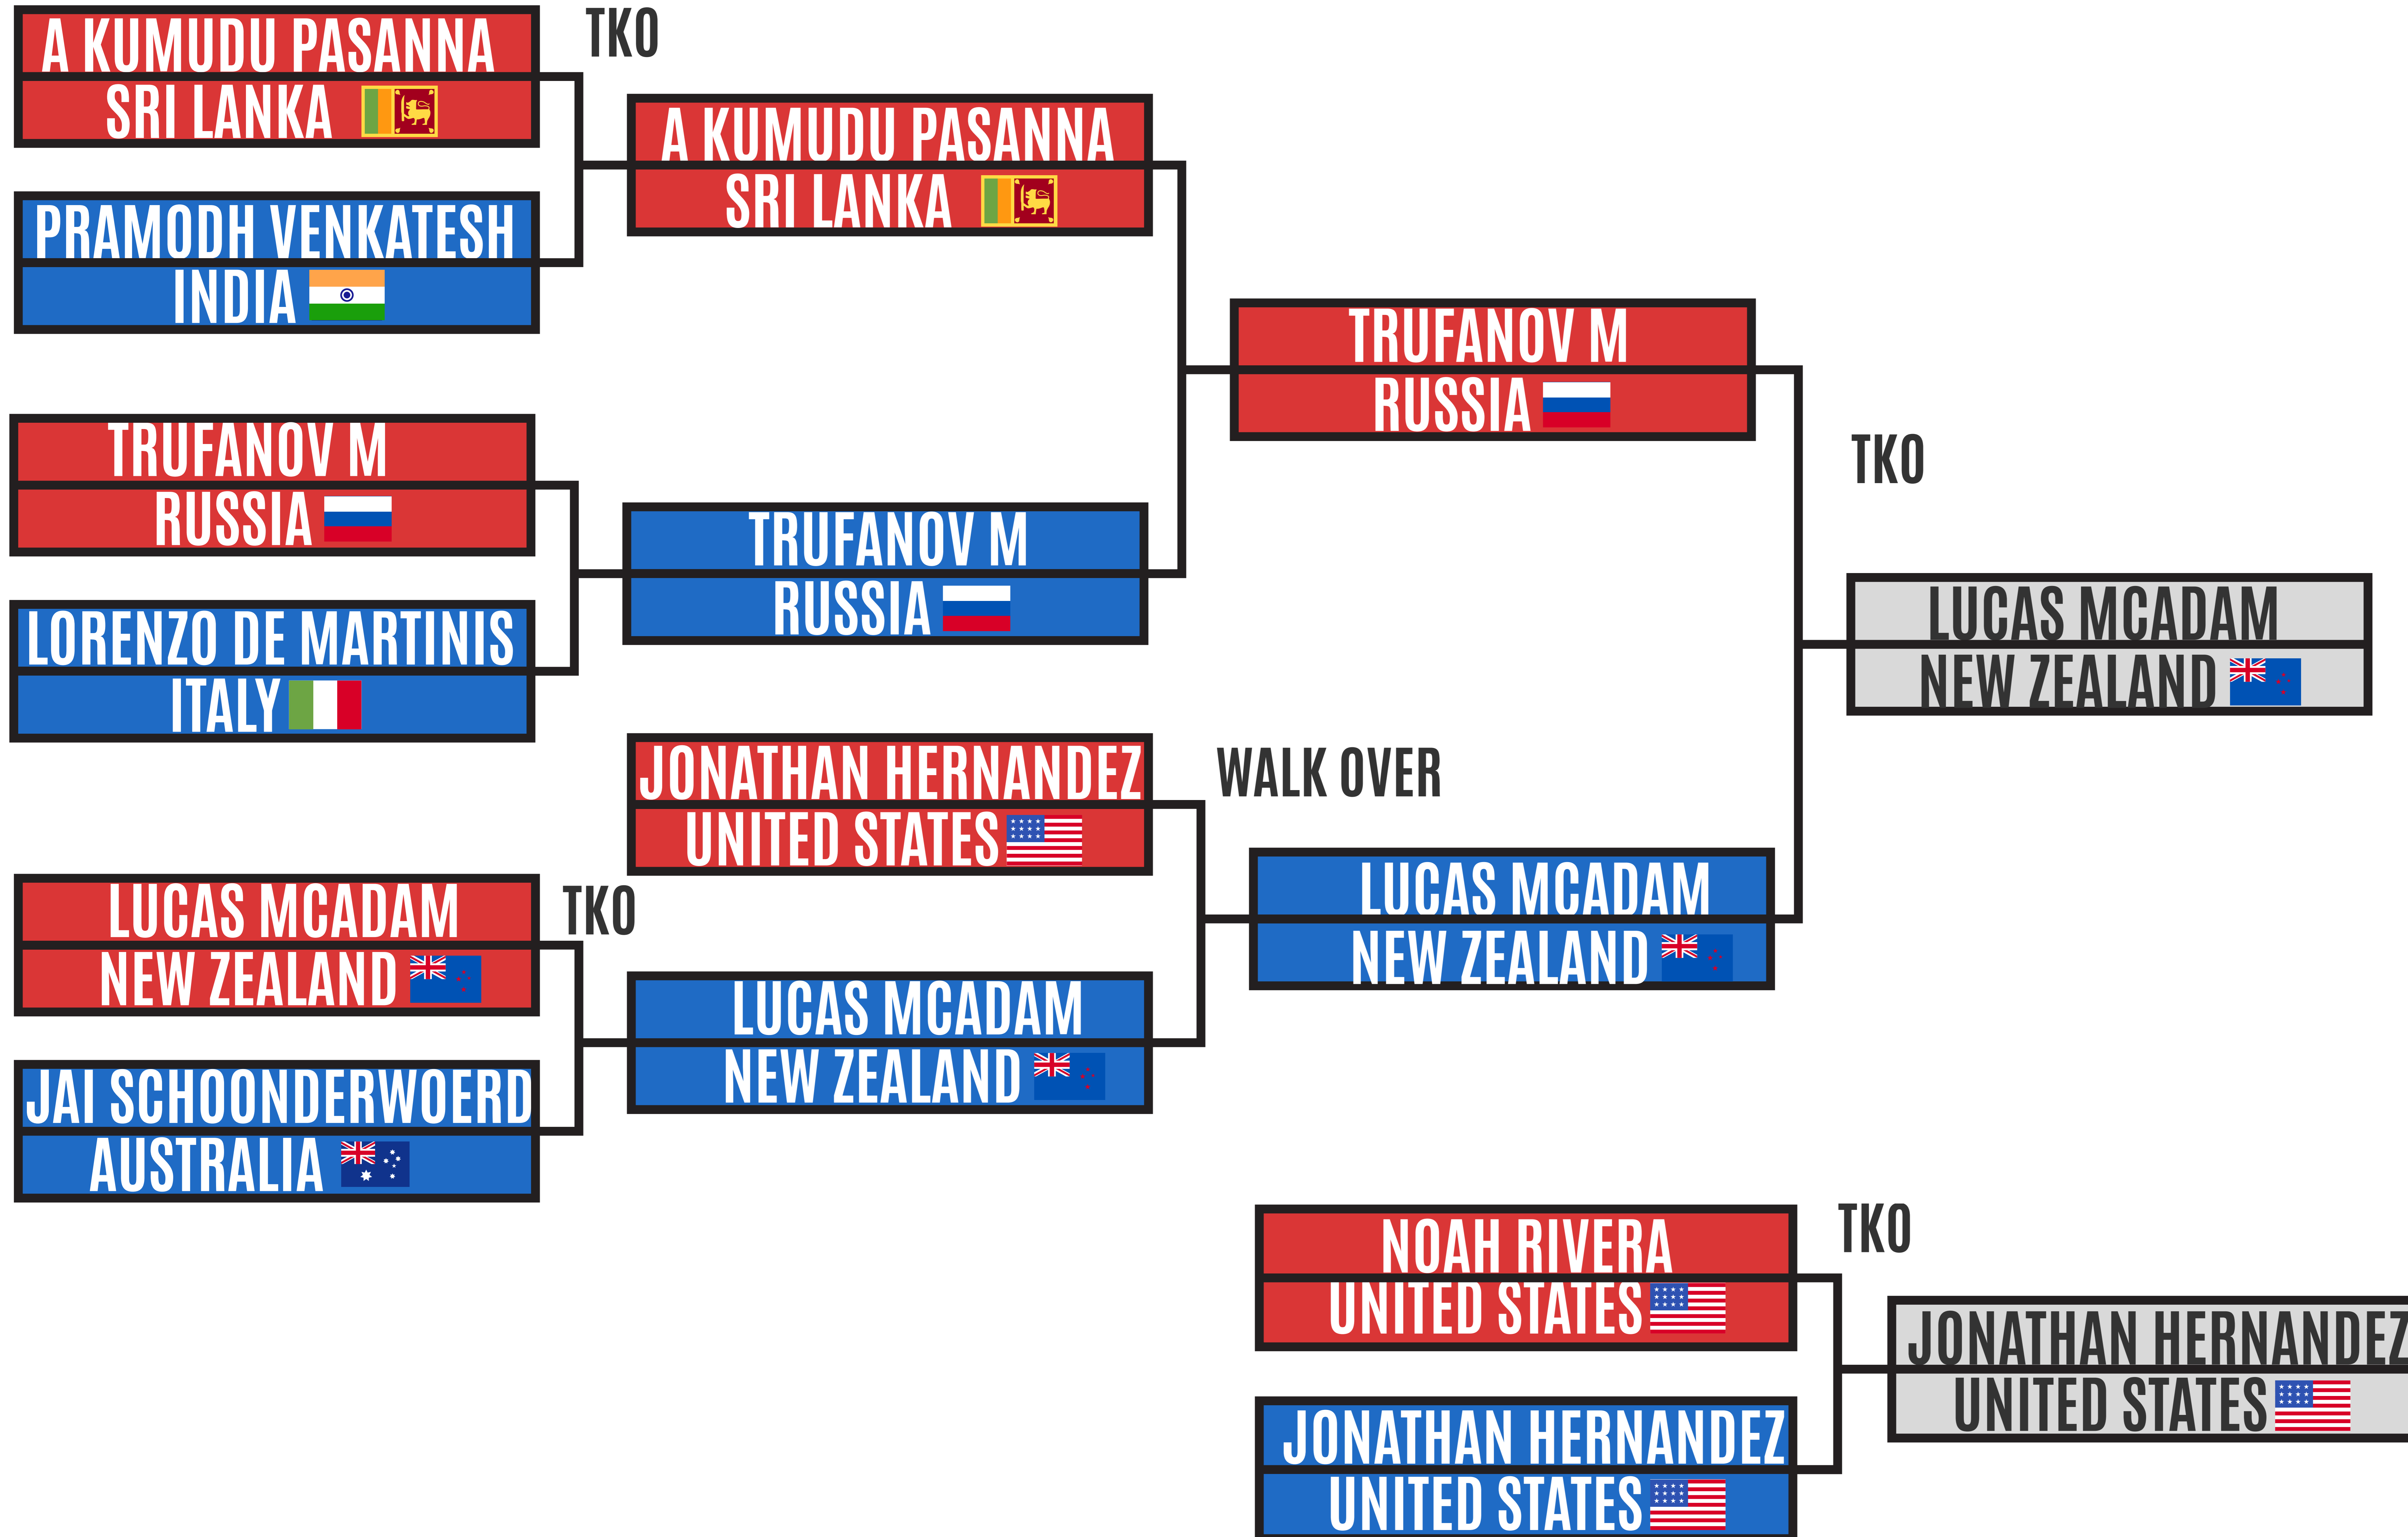 A KUMUDU PASANNA
SRI LANKA
TKO
PRAMODH VENKATESH
INDIA
A KUMUDU PASANNA
SRI LANKA
TRUFANOV M
RUSSIA
LORENZO DE MARTINIS
ITALY
TRUFANOV M
RUSSIA
TRUFANOV M
RUSSIA
TKO
LUCAS MCADAM
NEW ZEALAND
JONATHAN HERNANDEZ
UNITED STATES
WALK OVER
LUCAS MCADAM
NEW ZEALAND
LUCAS MCADAM
NEW ZEALAND
TKO
JAI SCHOONDERWOERD
AUSTRALIA
LUCAS MCADAM
NEW ZEALAND
NOAH RIVERA
UNITED STATES
TKO
JONATHAN HERNANDEZ
UNITED STATES
JONATHAN HERNANDEZ
UNITED STATES